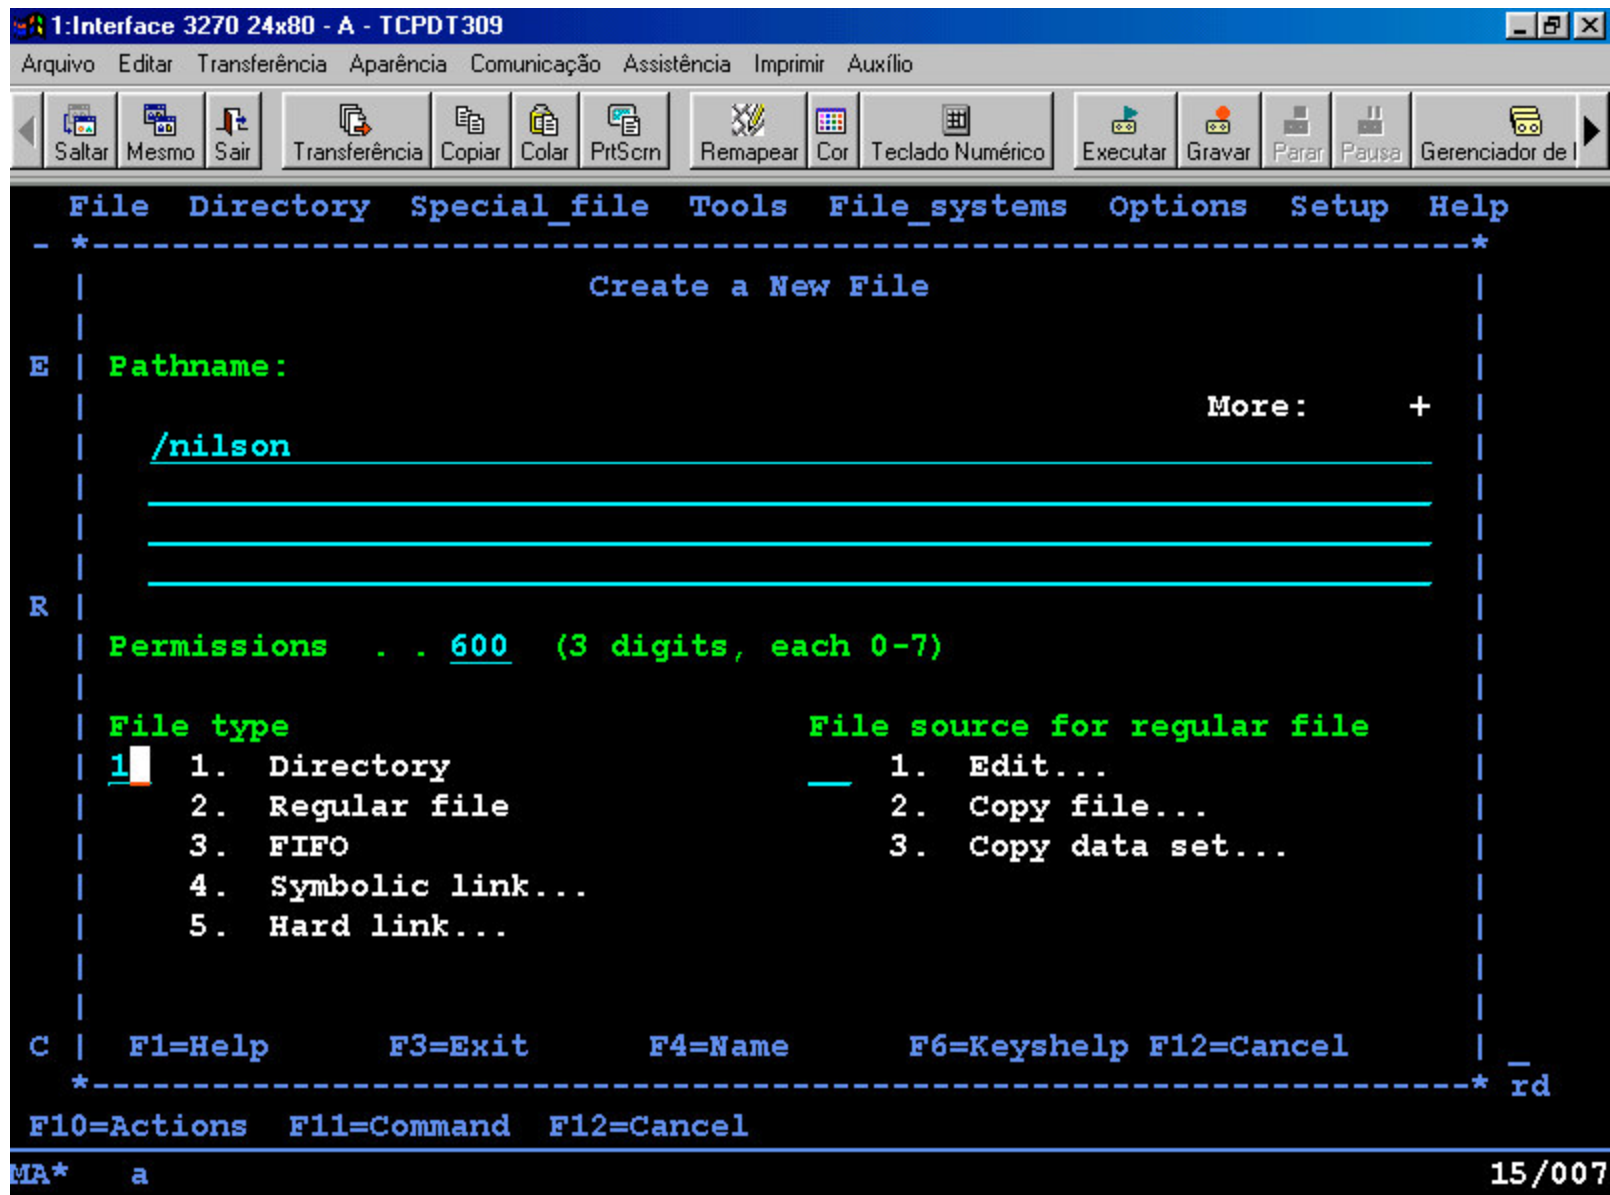 1:Interface 3270 24x80 - A - TCPDT309
Arquivo Editar Transferência Aparência Comunicação Assistência Imprimir Auxílio
Saltar Mesmo Sair Transferência Copiar Colar PrtScrn Remapear Cor Teclado Numérico Executar Gravar Parar Pausa Gerenciador de
File Directory Special_file Tools File_systems Options Setup Help
- *---------------------------------------------------------------------*
Create a New File
E | Pathname:
More: +
/nilson
R
Permissions . . 600 (3 digits, each 0-7)
File type File source for regular file
1 1. Directory __ 1. Edit...
2. Regular file 2. Copy file...
3. FIFO 3. Copy data set...
4. Symbolic link...
5. Hard link...
C | F1=Help F3=Exit F4=Name F6=Keyshelp F12=Cancel | _
*---------------------------------------------------------------------* rd
F10=Actions F11=Command F12=Cancel
MA* a 15/007